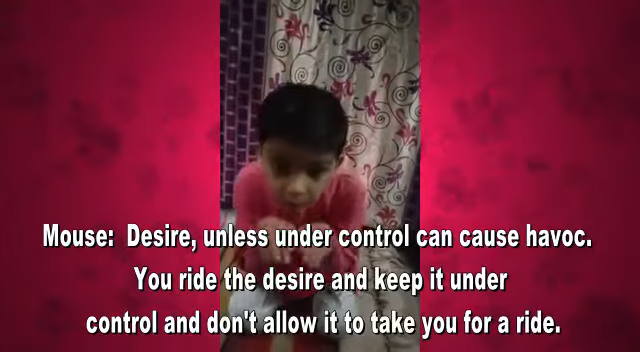 Mouse:  Desire, unless under control can cause havoc.
You ride the desire and keep it under
control and don't allow it to take you for a ride.